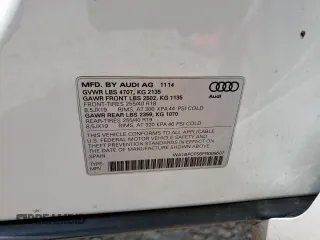 MFD. BY AUDI AG 11 14
GVWR LBS 4707, KG 2135
GAWR FRONT LBS 2502, KG 1135
FRONT-TIRES 255/40 R19
8.5JX19 RIMS, AT 300 KPA 44 PSI COLD
GAWR REAR LBS 2359, KG 1070
REAR-TIRES 255/40 R19
8.5JX19 RIMS, AT 320 KPA 46 PSI COLD
THIS VEHICLE CONFORMS TO ALL APPLICABLE
U.S. FEDERAL MOTOR VEHICLE SAFETY, BUMPER AND
THEFT PREVENTION STANDARDS IN EFFECT ON THE
DATE OF MANUFACTURE SHOWN ABOVE
SPAIN
TYPE:
MPV
Audi